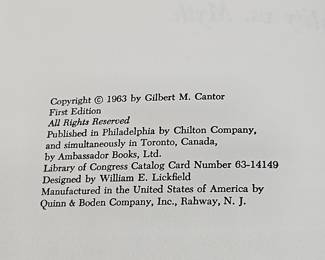 Copyright © 1963 by Gilbert M. Cantor
First Edition
All Rights Reserved
Published in Philadelphia by Chilton Company,
and simultaneously in Toronto, Canada,
by Ambassador Books, Ltd.
Library of Congress Catalog Card Number 63-14149
Designed by William E. Lickfield
Manufactured in the United States of America by
Quinn & Boden Company, Inc., Rahway, N. J.